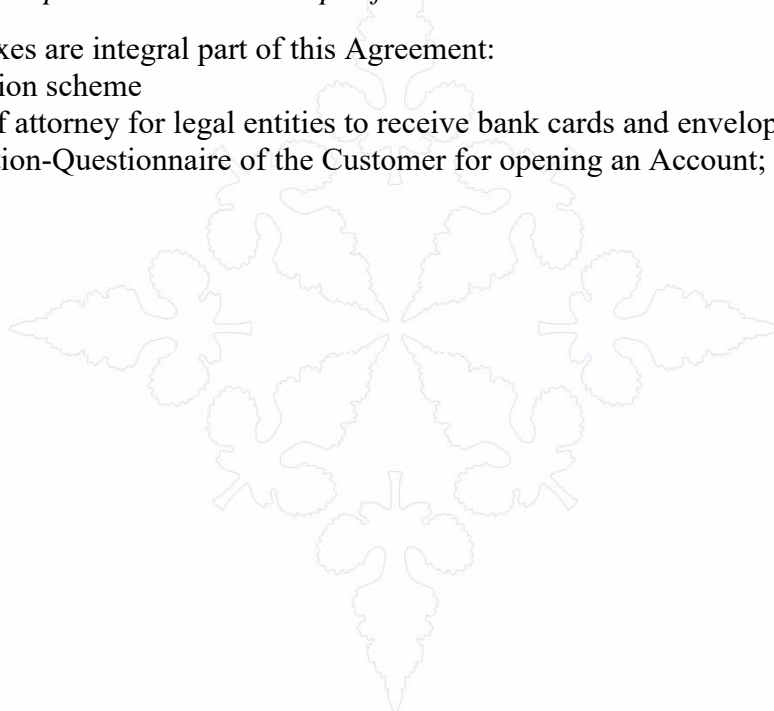 xes are integral part of this Agreement:
ion scheme
f attorney for legal entities to receive bank cards and envelop
ion-Questionnaire of the Customer for opening an Account;